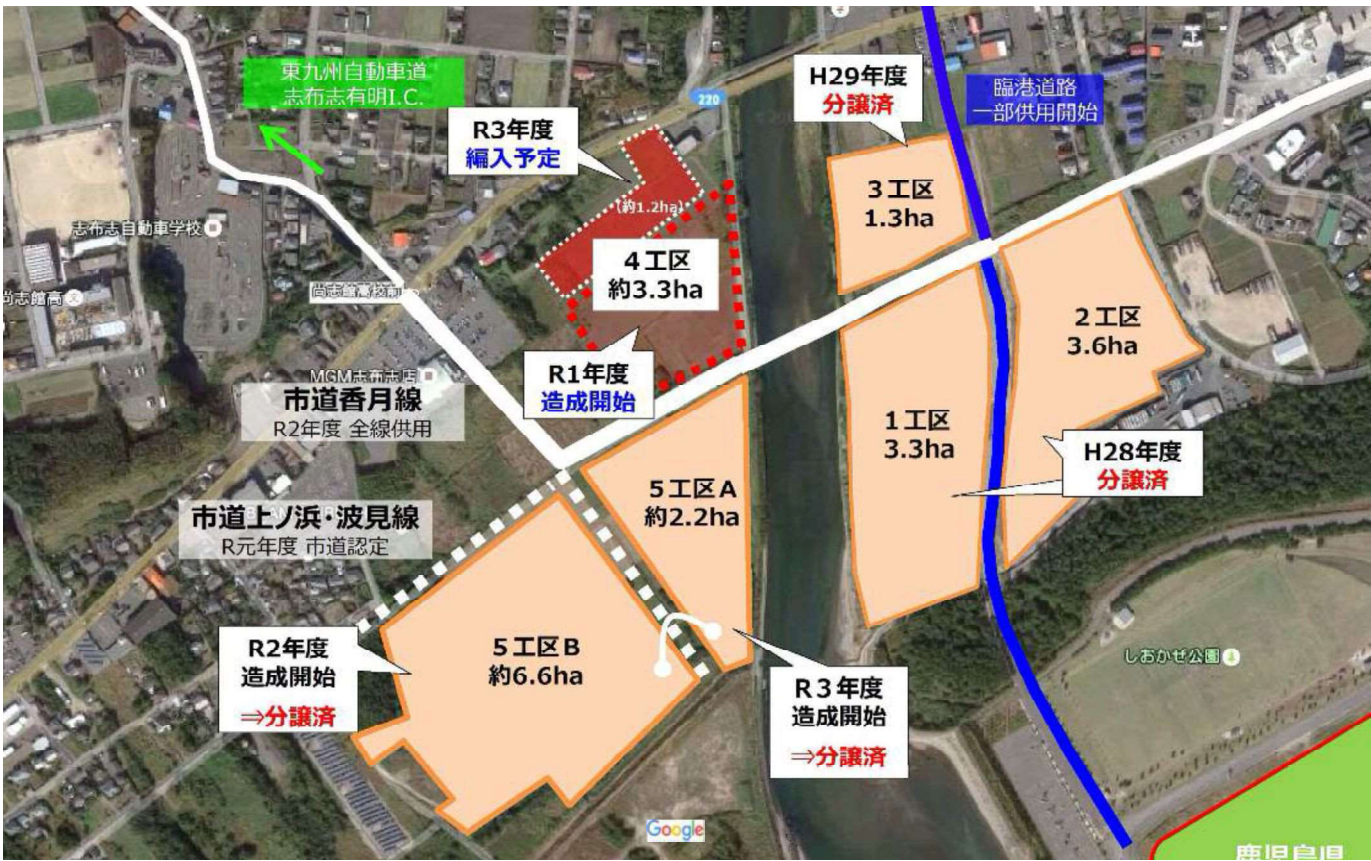 東九州自動車道
志布志有明I.C.
220
R3年度
編入予定
(約1.2ha)
4工区
約3.3ha
R1年度
造成開始
H29年度
分譲済
臨港道路
一部供用開始
3工区
1.3ha
2工区
3.6ha
1工区
3.3ha
H28年度
分譲済
志布志自動車学校
尚志館高
尚志館高校前
MGM志布志店
市道香月線
R2年度 全線供用
市道上ノ浜・波見線
R元年度 市道認定
5工区A
約2.2ha
5工区B
約6.6ha
R2年度
造成開始
⇒分譲済
R3年度
造成開始
⇒分譲済
しおかぜ公園
Google
鹿児島県